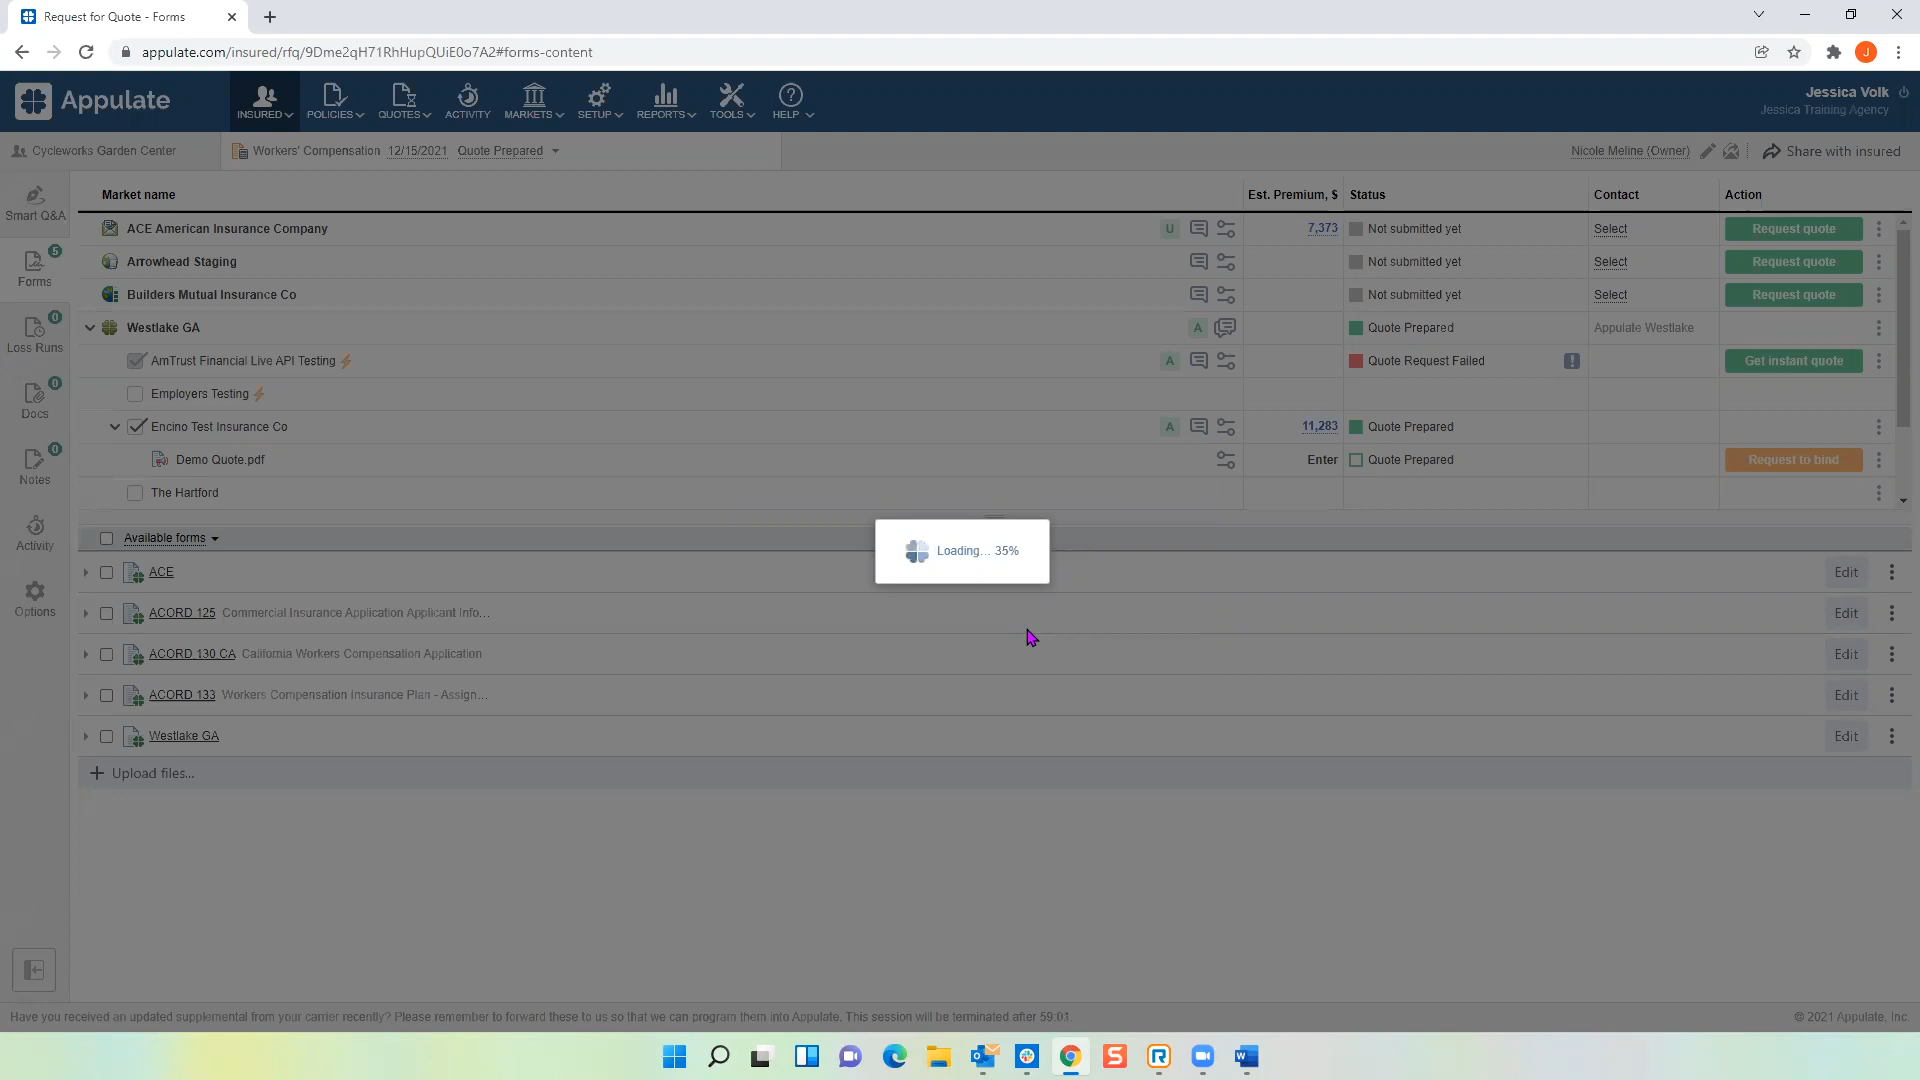 Request for Quote - Forms
appulate.com/insured/rfq/9Dme2qH71RhHupQUiE0o7A2#forms-content
J
Appulate
INSURED POLICIES QUOTES ACTIVITY MARKETS SETUP REPORTS TOOLS HELP
Jessica Volk
Jessica Training Agency
Cycleworks Garden Center Workers' Compensation 12/15/2021 Quote Prepared Nicole Meline (Owner) Share with insured
Smart Q&A
Forms 5
Loss Runs 0
Docs 0
Notes 0
Activity
Options
Market name Est. Premium, $ Status Contact Action
ACE American Insurance Company U 7,373 Not submitted yet Select Request quote
Arrowhead Staging Not submitted yet Select Request quote
Builders Mutual Insurance Co Not submitted yet Select Request quote
Westlake GA A Quote Prepared Appulate Westlake
AmTrust Financial Live API Testing A Quote Request Failed ! Get instant quote
Employers Testing
Encino Test Insurance Co A 11,283 Quote Prepared
Demo Quote.pdf Enter Quote Prepared Request to bind
The Hartford
Loading... 35%
Available forms
ACE Edit
ACORD 125 Commercial Insurance Application Applicant Info... Edit
ACORD 130 CA California Workers Compensation Application Edit
ACORD 133 Workers Compensation Insurance Plan - Assign... Edit
Westlake GA Edit
+ Upload files...
Have you received an updated supplemental from your carrier recently? Please remember to forward these to us so that we can program them into Appulate. This session will be terminated after 59:01.
© 2021 Appulate, Inc.